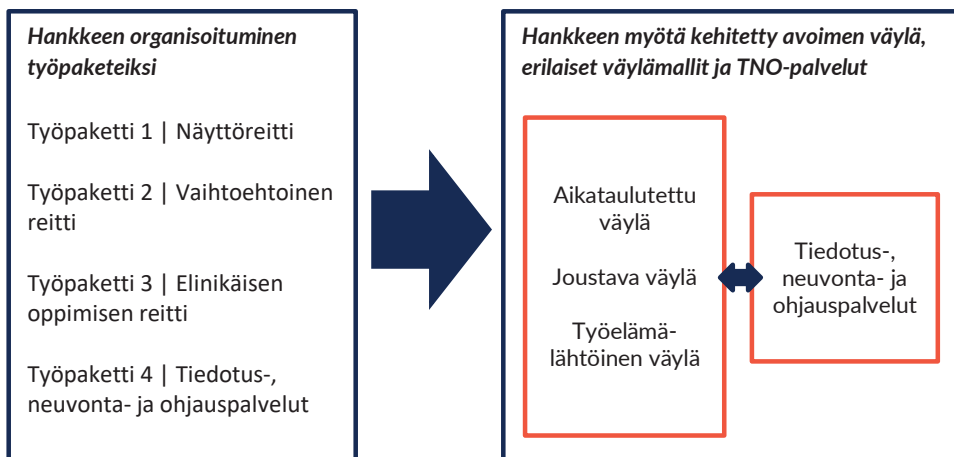 Hankkeen organisoituminen
työpaketeiksi
Työpaketti 1 | Näyttöreitti
Työpaketti 2 | Vaihtoehtoinen
reitti
Työpaketti 3 | Elinikäisen
oppimisen reitti
Työpaketti 4 | Tiedotus-,
neuvonta- ja ohjauspalvelut
Hankkeen myötä kehitetty avoimen väylä,
erilaiset väylämallit ja TNO-palvelut
Aikataulutettu
väylä
Joustava väylä
Työelämä-
lähtöinen väylä
Tiedotus-,
neuvonta- ja
ohjauspalvelut